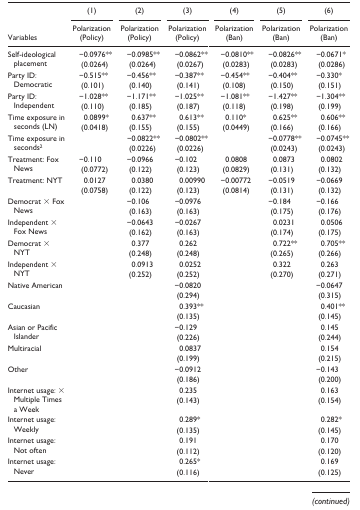 (1) (2) (3) (4) (5) (6)
Polarization Polarization Polarization Polarization Polarization Polarization
Variables (Policy) (Policy) (Policy) (Ban) (Ban) (Ban)
Self-ideological −0.0976** −0.0985** −0.0862** −0.0810** −0.0826** −0.0671*
placement (0.0264) (0.0264) (0.0267) (0.0283) (0.0283) (0.0286)
Party ID: −0.515** −0.456** −0.387** −0.454** −0.404** −0.330*
Democratic (0.101) (0.140) (0.141) (0.108) (0.150) (0.151)
Party ID: −1.028** −1.171** −1.025** −1.081** −1.427** −1.304**
Independent (0.110) (0.185) (0.187) (0.118) (0.198) (0.199)
Time exposure in 0.0899* 0.637** 0.613** 0.110* 0.625** 0.606**
seconds (LN) (0.0418) (0.155) (0.155) (0.0449) (0.166) (0.166)
Time exposure in −0.0822** −0.0802** −0.0778** −0.0745**
seconds² (0.0226) (0.0226) (0.0243) (0.0243)
Treatment: Fox −0.110 −0.0966 −0.102 0.0808 0.0873 0.0802
News (0.0772) (0.122) (0.123) (0.0829) (0.131) (0.132)
Treatment: NYT 0.0127 0.0380 0.00990 −0.00772 −0.0519 −0.0669
(0.0758) (0.122) (0.123) (0.0814) (0.131) (0.132)
Democrat × Fox −0.106 −0.0976 −0.184 −0.166
News (0.163) (0.163) (0.175) (0.176)
Independent × −0.0643 −0.0267 0.0231 0.0506
Fox News (0.162) (0.163) (0.174) (0.175)
Democrat × 0.377 0.262 0.722** 0.705**
NYT (0.248) (0.248) (0.265) (0.266)
Independent × 0.0913 0.0252 0.322 0.263
NYT (0.252) (0.252) (0.270) (0.271)
Native American −0.0820 −0.0647
(0.294) (0.315)
Caucasian 0.393** 0.401**
(0.135) (0.145)
Asian or Pacific −0.129 0.145
Islander (0.226) (0.244)
Multiracial 0.0837 0.154
(0.199) (0.215)
Other −0.0912 −0.143
(0.186) (0.200)
Internet usage: × 0.235 0.163
Multiple Times (0.143) (0.154)
a Week
Internet usage: 0.289* 0.282*
Weekly (0.135) (0.145)
Internet usage: 0.191 0.170
Not often (0.112) (0.120)
Internet usage: 0.265* 0.169
Never (0.116) (0.125)
(continued)